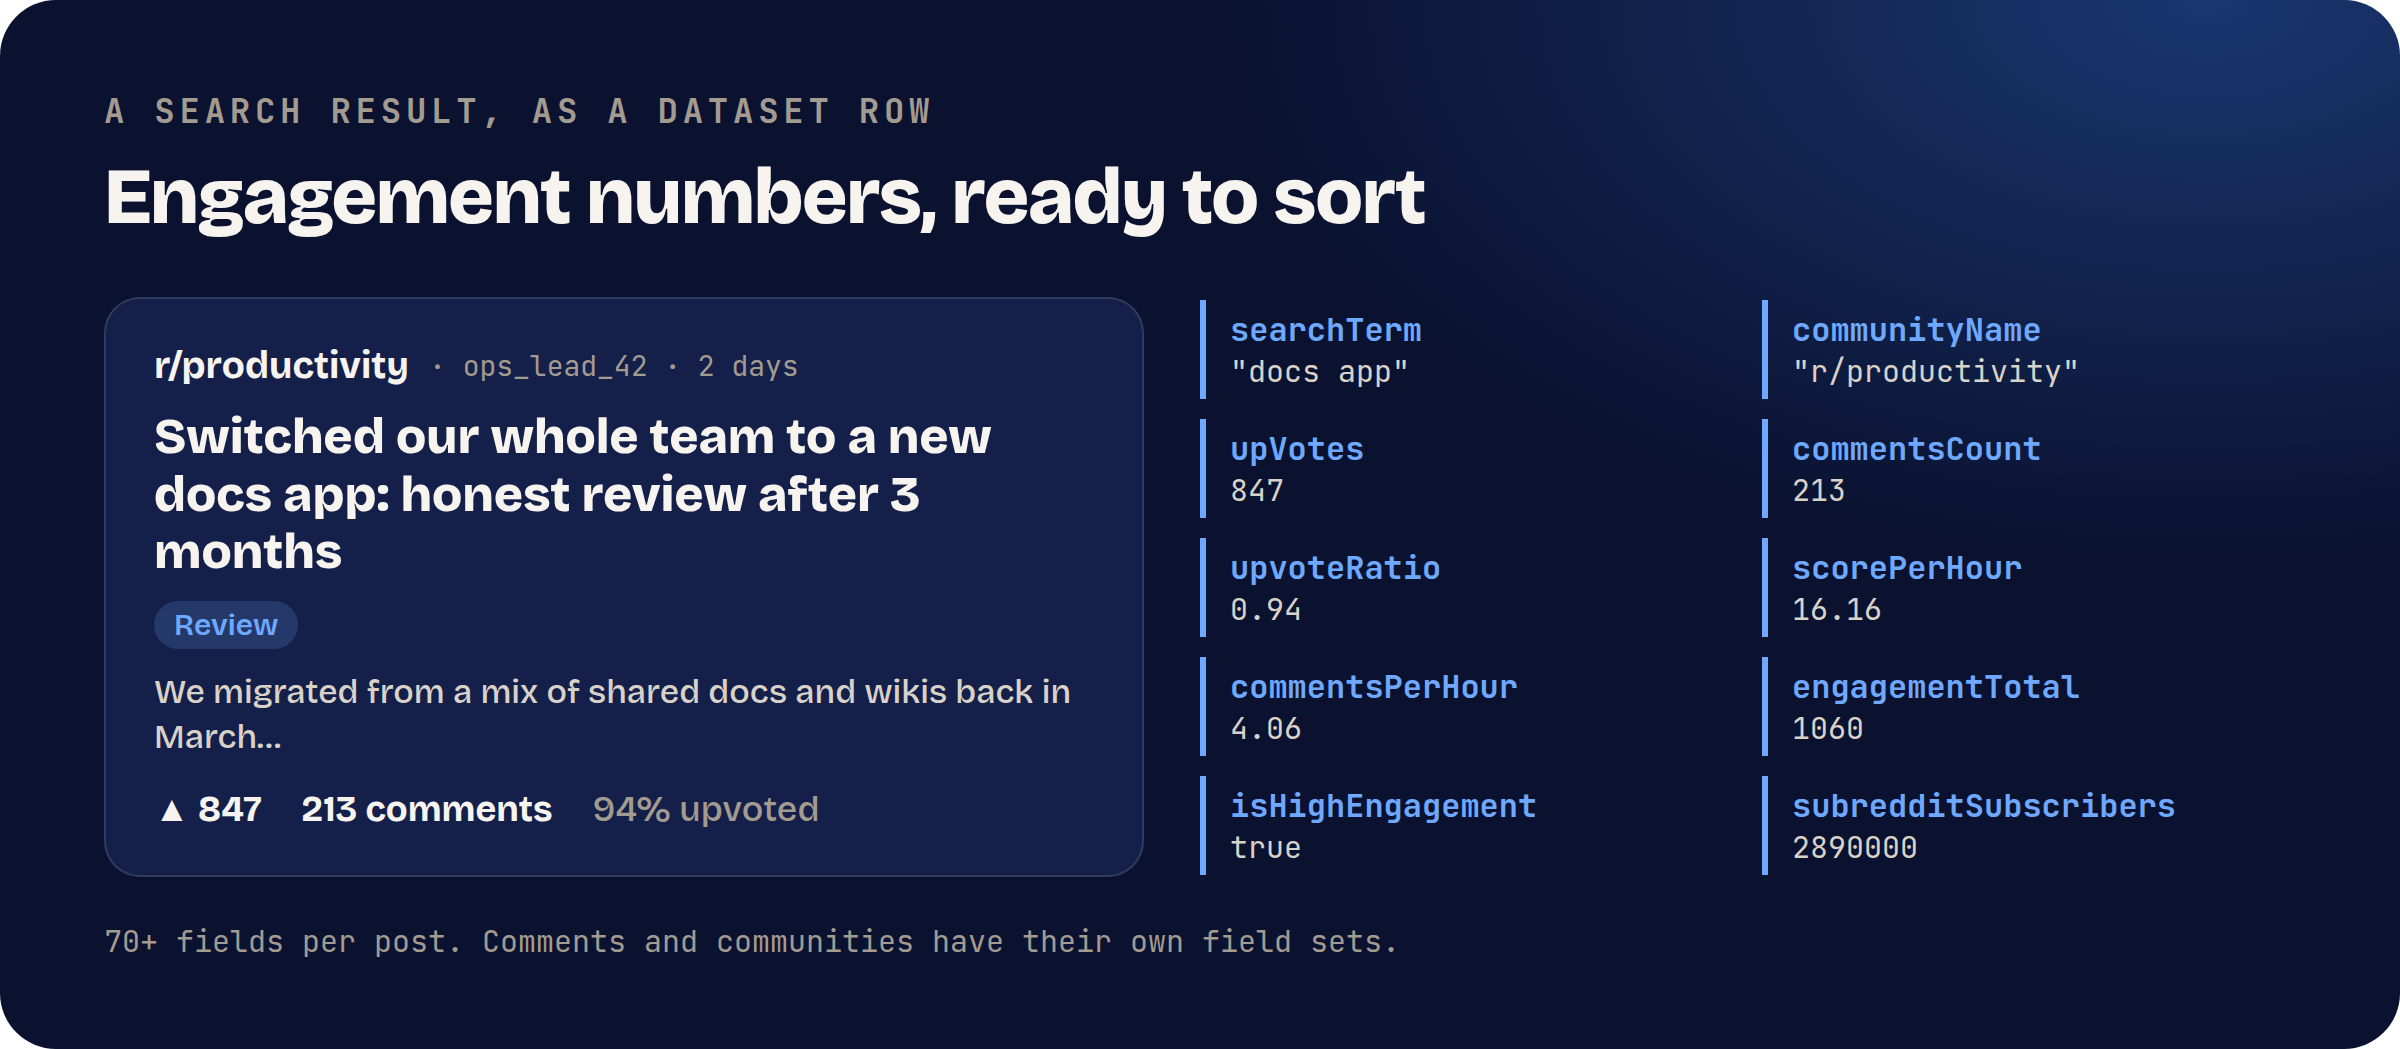 A SEARCH RESULT, AS A DATASET ROW
Engagement numbers, ready to sort
r/productivity · ops_lead_42 · 2 days
Switched our whole team to a new
docs app: honest review after 3
months
Review
We migrated from a mix of shared docs and wikis back in
March...
▲ 847 213 comments 94% upvoted
searchTerm
"docs app"
communityName
"r/productivity"
upVotes
847
commentsCount
213
upvoteRatio
0.94
scorePerHour
16.16
commentsPerHour
4.06
engagementTotal
1060
isHighEngagement
true
subredditSubscribers
2890000
70+ fields per post. Comments and communities have their own field sets.